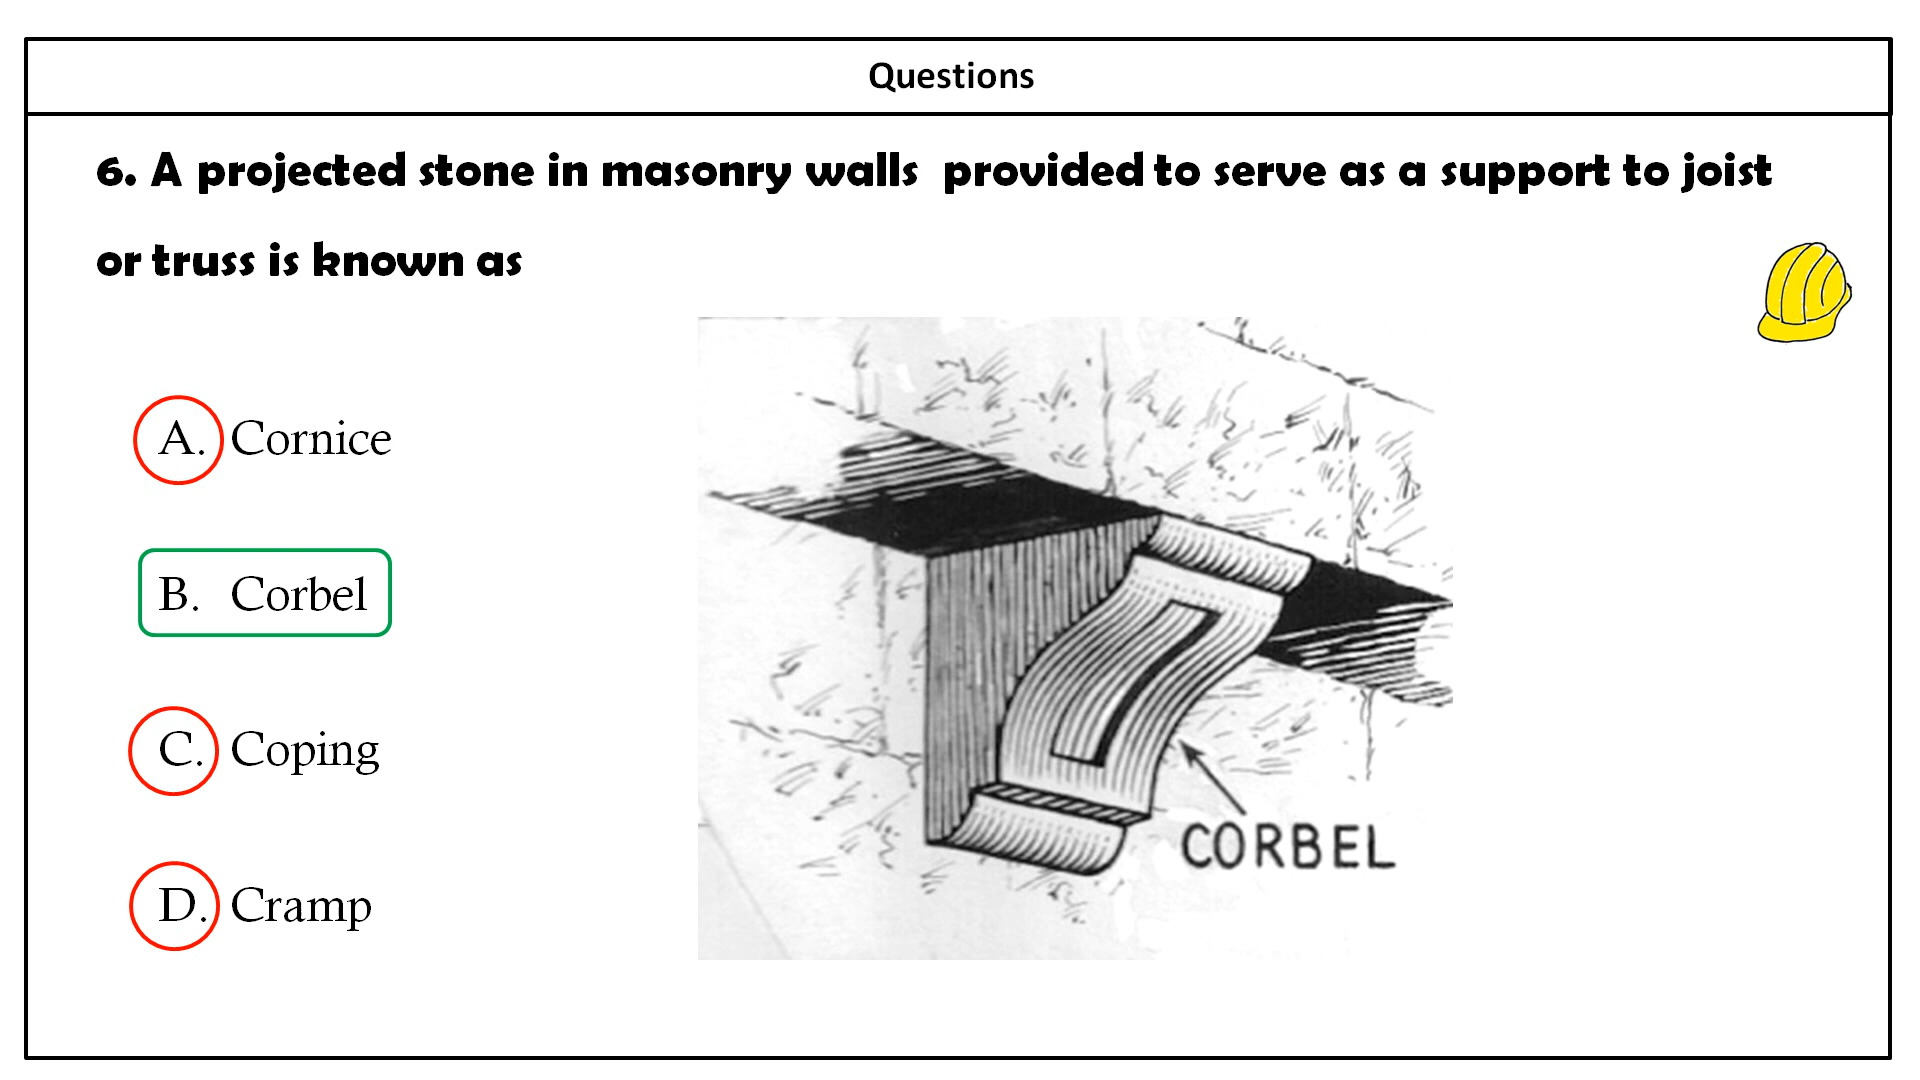 Questions
6. A projected stone in masonry walls provided to serve as a support to joist
or truss is known as
A. Cornice
B. Corbel
C. Coping
D. Cramp
CORBEL